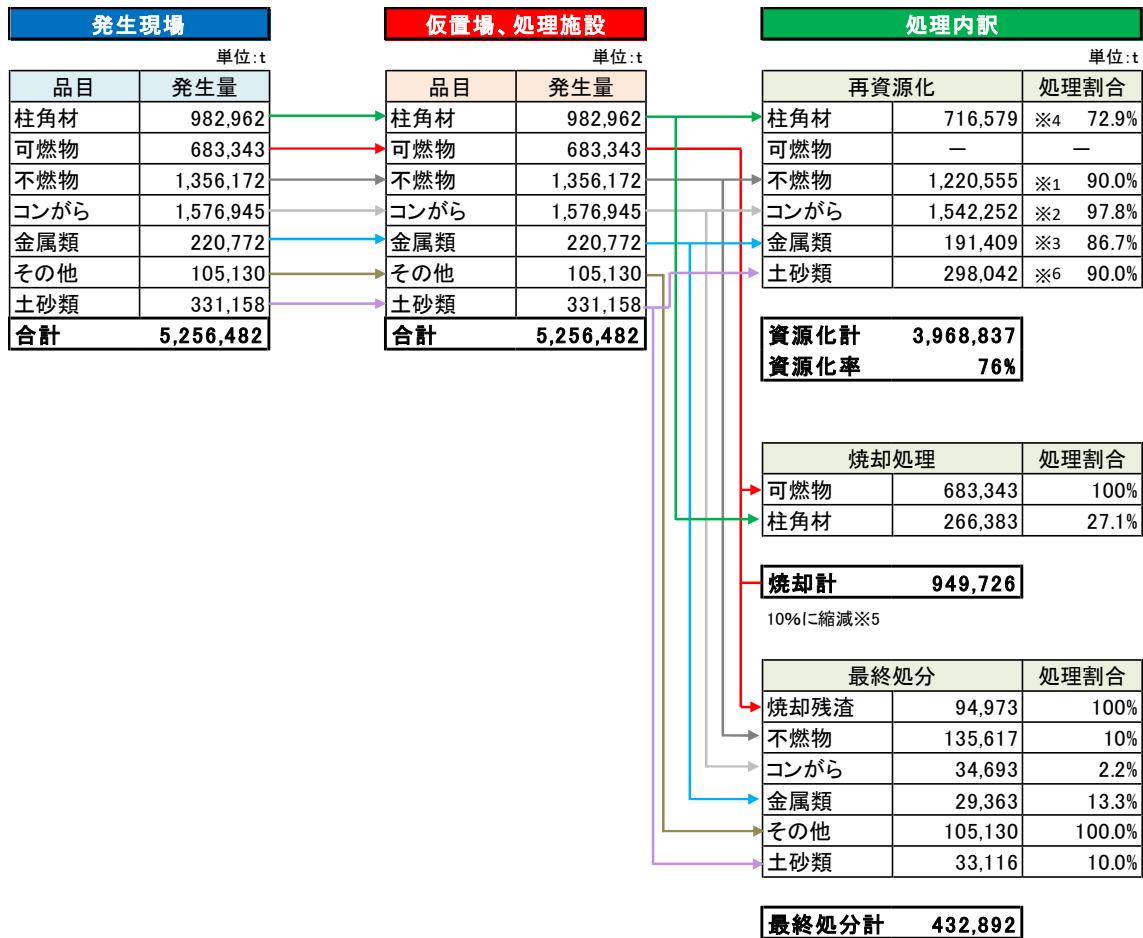 発生現場
単位:t
品目 発生量
柱角材 982,962
可燃物 683,343
不燃物 1,356,172
コンがら 1,576,945
金属類 220,772
その他 105,130
土砂類 331,158
合計 5,256,482
仮置場、処理施設
単位:t
品目 発生量
柱角材 982,962
可燃物 683,343
不燃物 1,356,172
コンがら 1,576,945
金属類 220,772
その他 105,130
土砂類 331,158
合計 5,256,482
処理内訳
単位:t
再資源化 処理割合
柱角材 716,579 ※4 72.9%
可燃物 － －
不燃物 1,220,555 ※1 90.0%
コンがら 1,542,252 ※2 97.8%
金属類 191,409 ※3 86.7%
土砂類 298,042 ※6 90.0%
資源化計 3,968,837
資源化率 76%
焼却処理 処理割合
可燃物 683,343 100%
柱角材 266,383 27.1%
焼却計 949,726
10%に縮減※5
最終処分 処理割合
焼却残渣 94,973 100%
不燃物 135,617 10%
コンがら 34,693 2.2%
金属類 29,363 13.3%
その他 105,130 100.0%
土砂類 33,116 10.0%
最終処分計 432,892